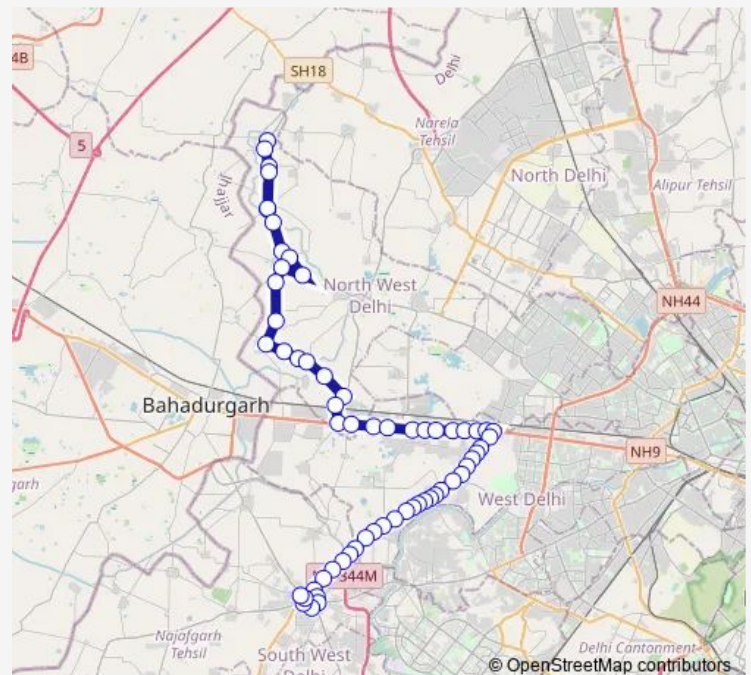 4B
SH18
Delhi
Narela
Tehsil
5
North Delhi
Jhajjar
Alipur Tehsil
North West
Delhi
NH44
Bahadurgarh
NH9
garh
West Delhi
344M
Najafgarh
Tehsil
South West
Delhi
Delhi Cantonment
© OpenStreetMap contributors